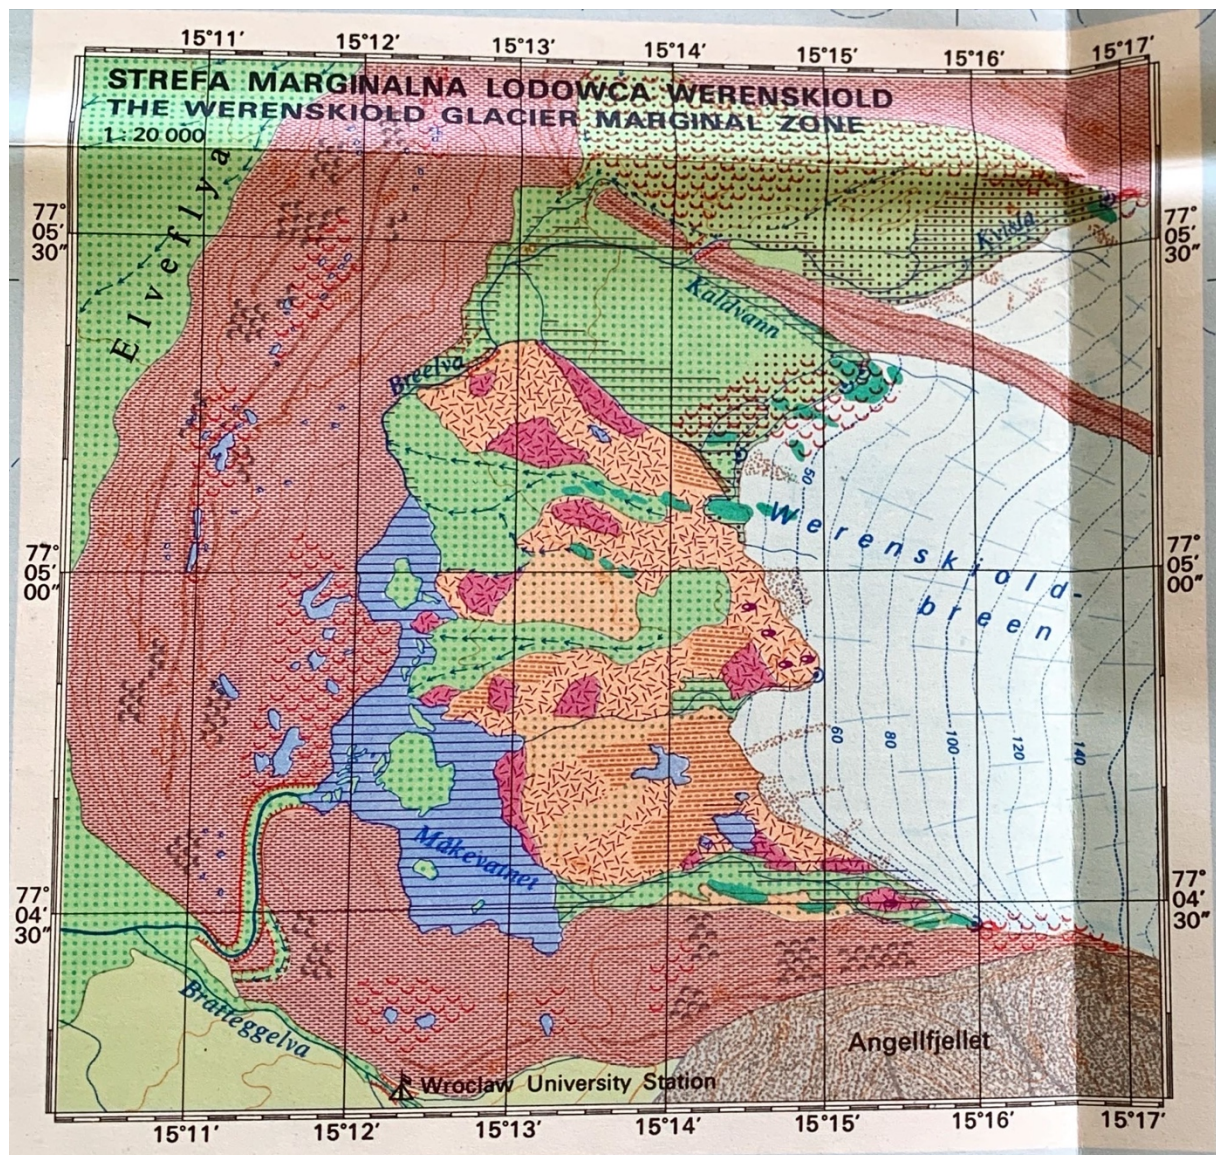 15°11′ 15°12′ 15°13′ 15°14′ 15°15′ 15°16′ 15°17′
STREFA MARGINALNA LODOWCA WERENSKIOLD
THE WERENSKIOLD GLACIER MARGINAL ZONE
1 : 20 000
Elveflya
77°
05′
30″
77°
05′
30″
Kvisla
Kaldvann
Breelva
50
Werenskiold-
breen
77°
05′
00″
77°
05′
00″
60 80 100 120 140
Måkevatnet
77°
04′
30″
77°
04′
30″
Bratteggelva
Angellfjellet
Wrocław University Station
15°11′ 15°12′ 15°13′ 15°14′ 15°15′ 15°16′ 15°17′